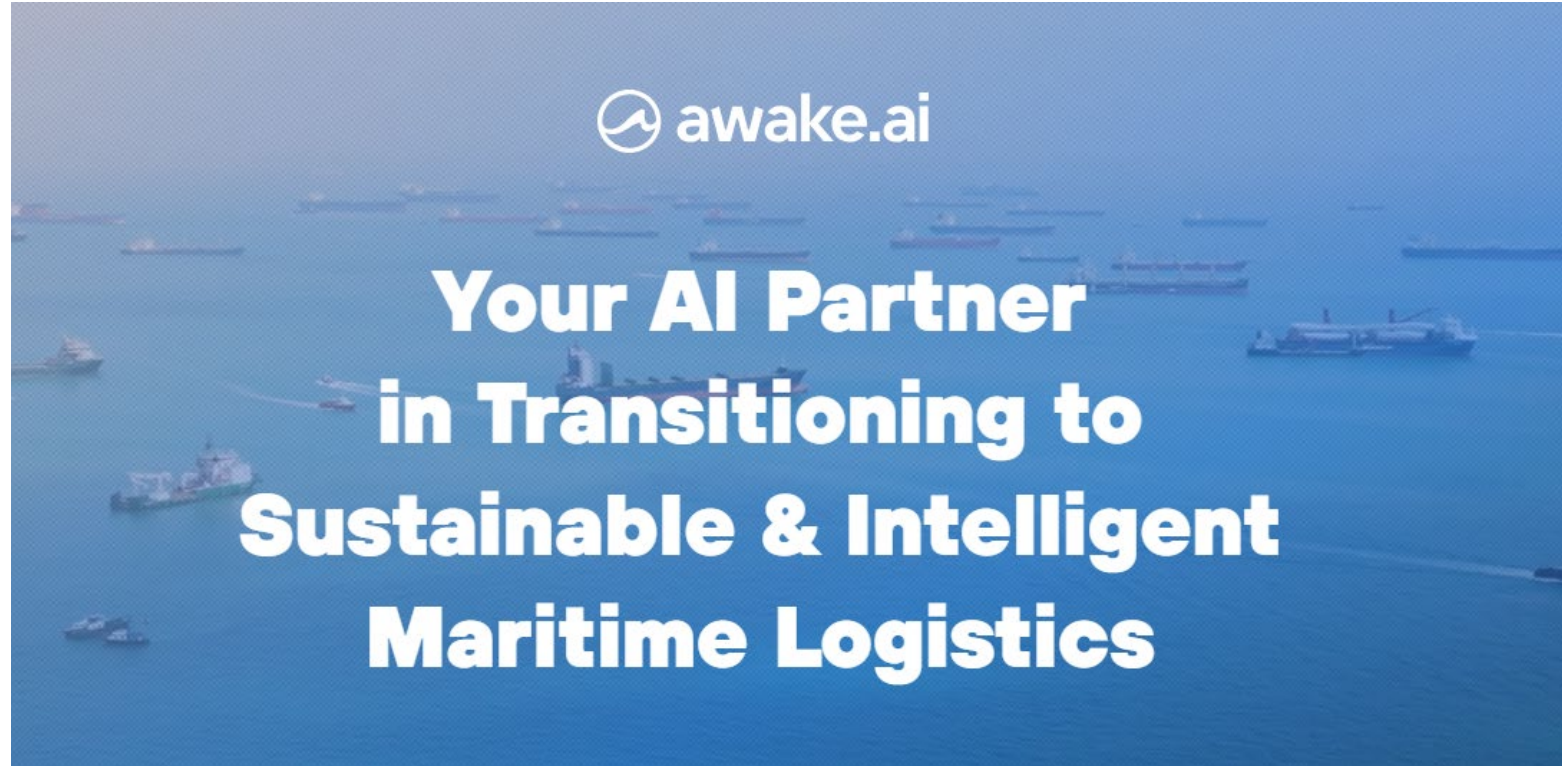 awake.ai
Your AI Partner
in Transitioning to
Sustainable & Intelligent
Maritime Logistics